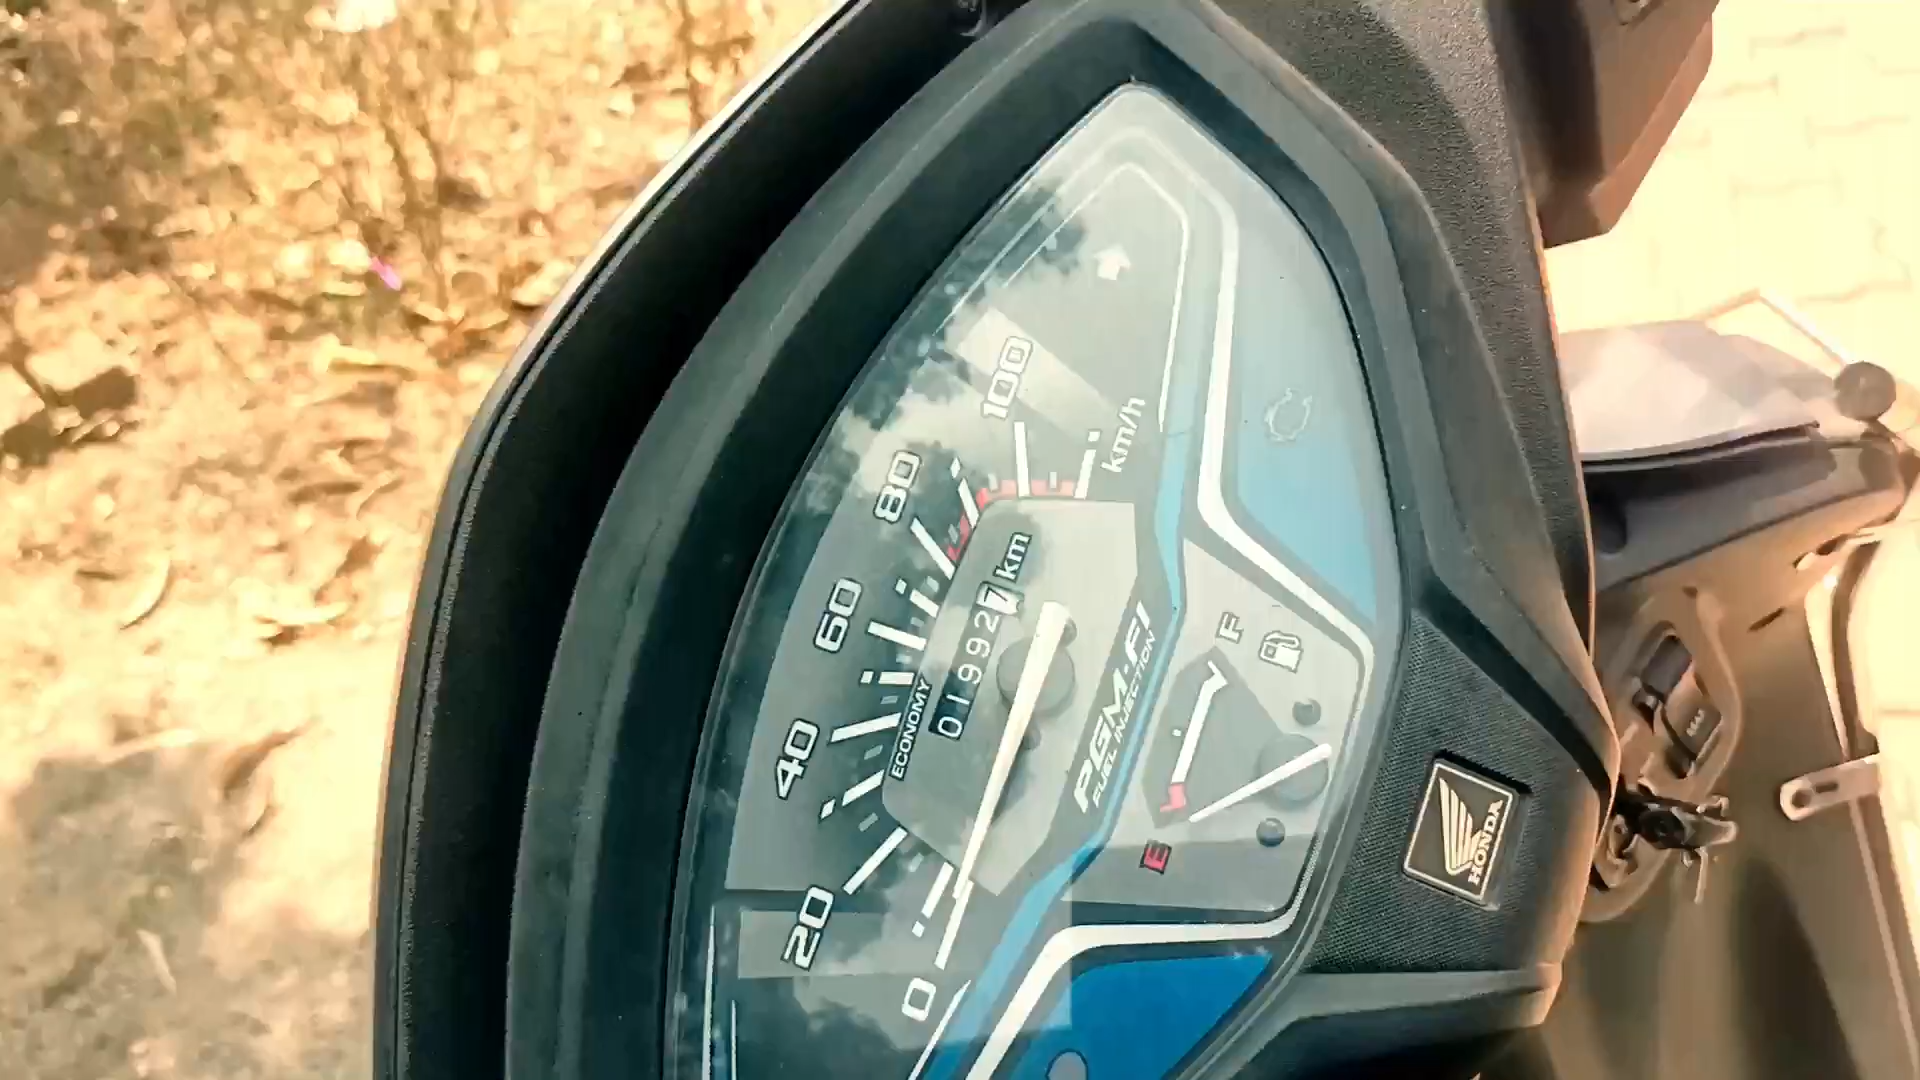 0
20
40
60
80
100
km/h
ECONOMY
019927 km
PGM-FI
FUEL INJECTION
E
F
HONDA